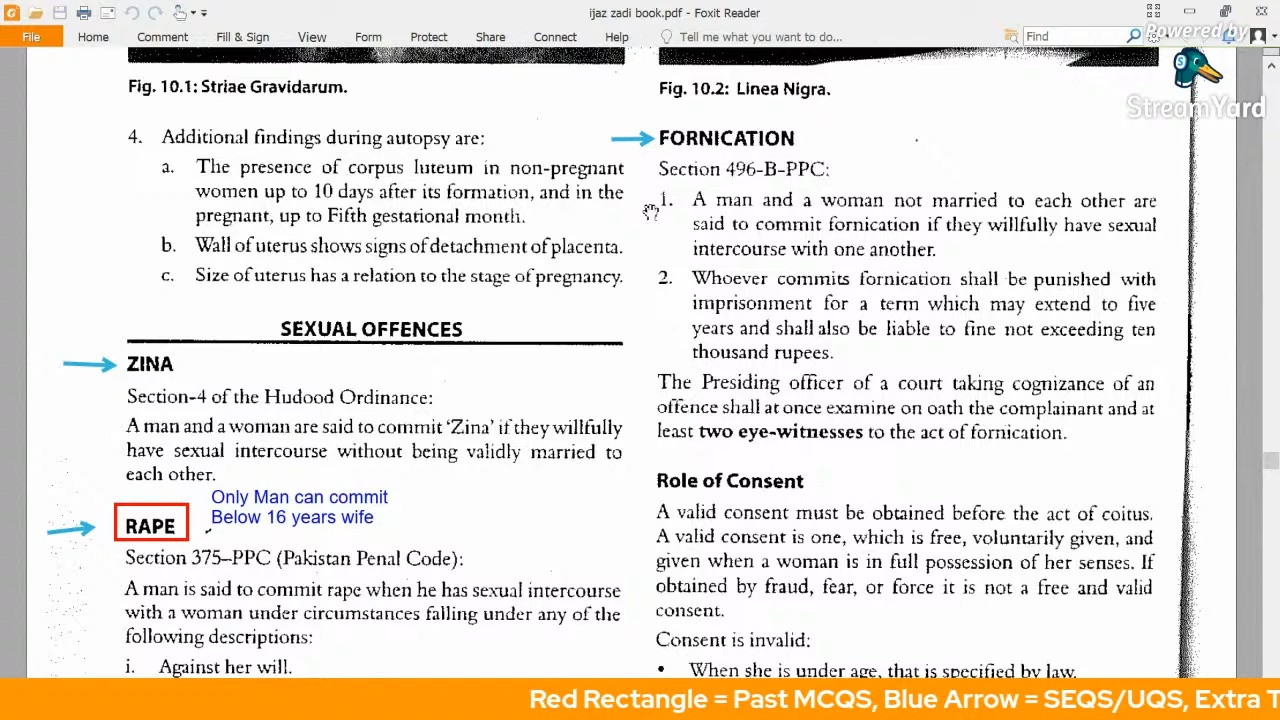 ijaz zadi book.pdf - Foxit Reader
File Home Comment Fill & Sign View Form Protect Share Connect Help Tell me what you want to do... Find
Powered by
StreamYard
Fig. 10.1: Striae Gravidarum.
4. Additional findings during autopsy are:
a. The presence of corpus luteum in non-pregnant
women up to 10 days after its formation, and in the
pregnant, up to Fifth gestational month.
b. Wall of uterus shows signs of detachment of placenta.
c. Size of uterus has a relation to the stage of pregnancy.
SEXUAL OFFENCES
ZINA
Section-4 of the Hudood Ordinance:
A man and a woman are said to commit 'Zina' if they willfully
have sexual intercourse without being validly married to
each other.
Only Man can commit
Below 16 years wife
RAPE
Section 375–PPC (Pakistan Penal Code):
A man is said to commit rape when he has sexual intercourse
with a woman under circumstances falling under any of the
following descriptions:
i. Against her will.
Fig. 10.2: Linea Nigra.
FORNICATION
Section 496-B-PPC:
1. A man and a woman not married to each other are
said to commit fornication if they willfully have sexual
intercourse with one another.
2. Whoever commits fornication shall be punished with
imprisonment for a term which may extend to five
years and shall also be liable to fine not exceeding ten
thousand rupees.
The Presiding officer of a court taking cognizance of an
offence shall at once examine on oath the complainant and at
least two eye-witnesses to the act of fornication.
Role of Consent
A valid consent must be obtained before the act of coitus.
A valid consent is one, which is free, voluntarily given, and
given when a woman is in full possession of her senses. If
obtained by fraud, fear, or force it is not a free and valid
consent.
Consent is invalid:
• When she is under age, that is specified by law.
Red Rectangle = Past MCQS, Blue Arrow = SEQS/UQS, Extra T